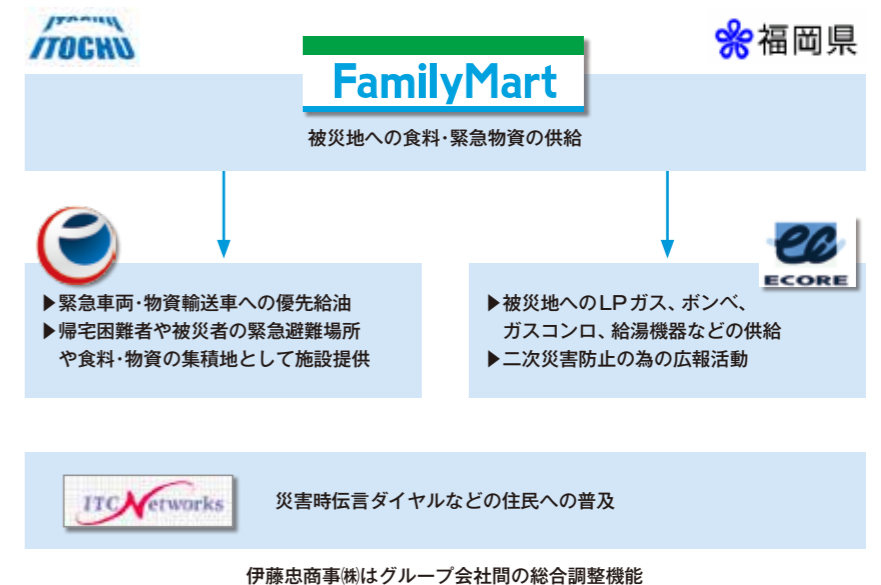 ITOCHU
ITOCHU
FamilyMart
福岡県
被災地への食料・緊急物資の供給
ec
ECORE
▶緊急車両・物資輸送車への優先給油
▶帰宅困難者や被災者の緊急避難場所
や食料・物資の集積地として施設提供
▶被災地へのLPガス、ボンベ、
ガスコンロ、給湯機器などの供給
▶二次災害防止の為の広報活動
ITC Networks
災害時伝言ダイヤルなどの住民への普及
伊藤忠商事㈱はグループ会社間の総合調整機能